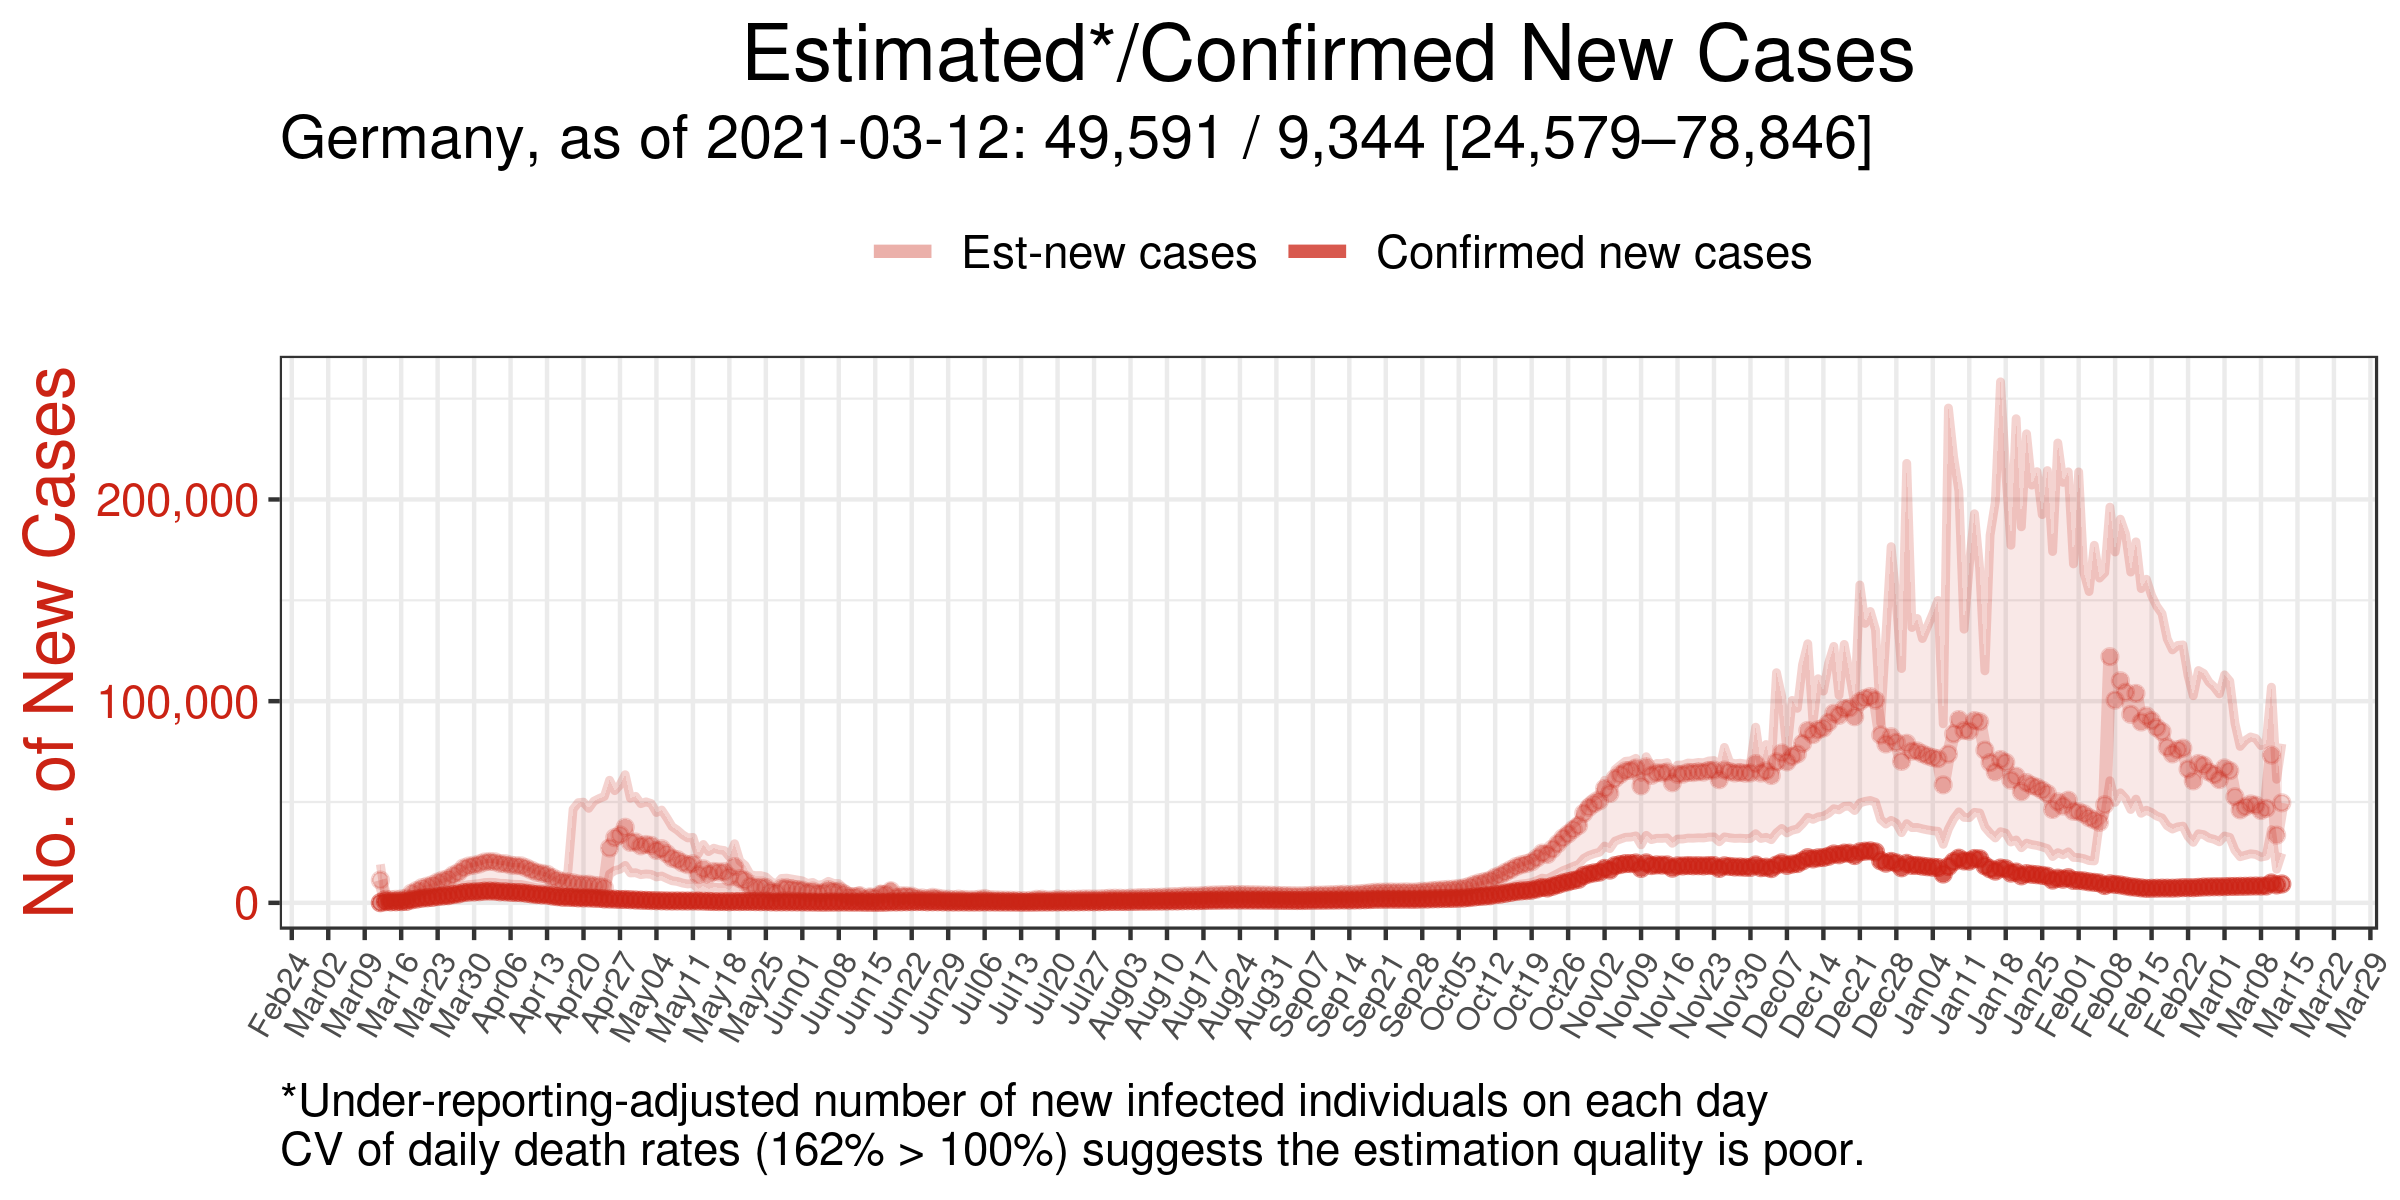 Estimated*/Confirmed New Cases
Germany, as of 2021-03-12: 49,591 / 9,344 [24,579–78,846]
Est-new cases Confirmed new cases
No. of New Cases
200,000
100,000
0
Feb24 Mar02 Mar09 Mar16 Mar23 Mar30 Apr06 Apr13 Apr20 Apr27 May04 May11 May18 May25 Jun01 Jun08 Jun15 Jun22 Jun29 Jul06 Jul13 Jul20 Jul27 Aug03 Aug10 Aug17 Aug24 Aug31 Sep07 Sep14 Sep21 Sep28 Oct05 Oct12 Oct19 Oct26 Nov02 Nov09 Nov16 Nov23 Nov30 Dec07 Dec14 Dec21 Dec28 Jan04 Jan11 Jan18 Jan25 Feb01 Feb08 Feb15 Feb22 Mar01 Mar08 Mar15 Mar22 Mar29
*Under-reporting-adjusted number of new infected individuals on each day
CV of daily death rates (162% > 100%) suggests the estimation quality is poor.